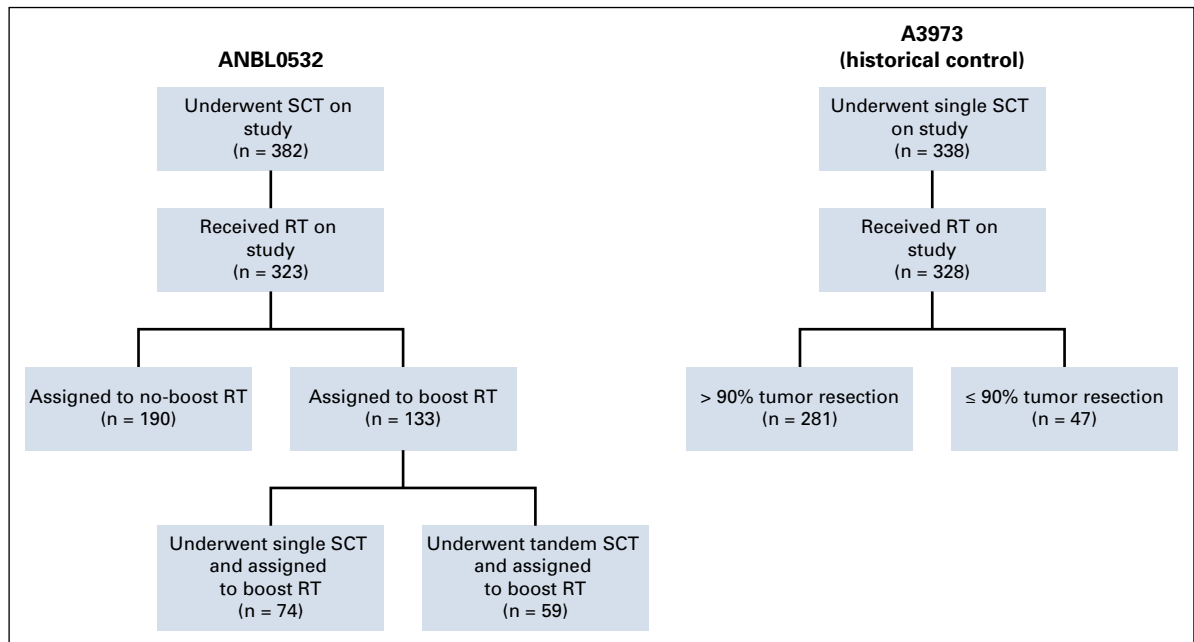 ANBL0532
Underwent SCT on
study
(n = 382)
Received RT on
study
(n = 323)
Assigned to no-boost RT
(n = 190)
Assigned to boost RT
(n = 133)
Underwent single SCT
and assigned
to boost RT
(n = 74)
Underwent tandem SCT
and assigned
to boost RT
(n = 59)
A3973
(historical control)
Underwent single SCT
on study
(n = 338)
Received RT on
study
(n = 328)
> 90% tumor resection
(n = 281)
≤ 90% tumor resection
(n = 47)